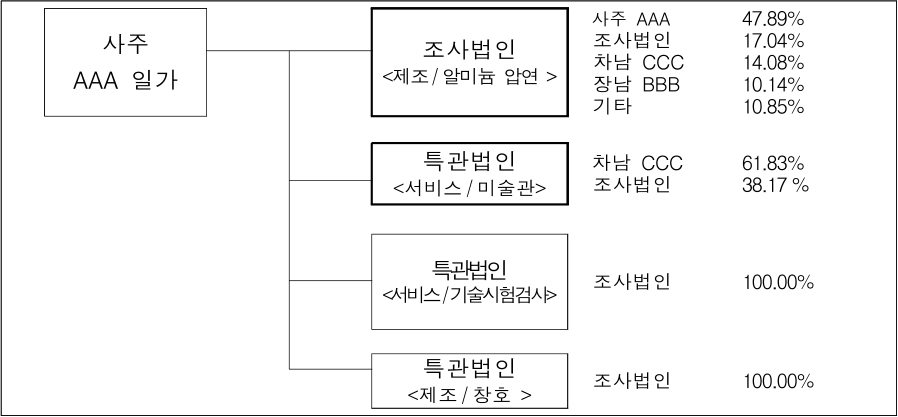 사주
AAA 일가
조사법인
<제조/알미늄 압연 >
사주 AAA 47.89%
조사법인 17.04%
차남 CCC 14.08%
장남 BBB 10.14%
기타 10.85%
특관법인
<서비스/미술관>
차남 CCC 61.83%
조사법인 38.17 %
특관법인
<서비스/기술시험검사>
조사법인 100.00%
특관법인
<제조/창호 >
조사법인 100.00%